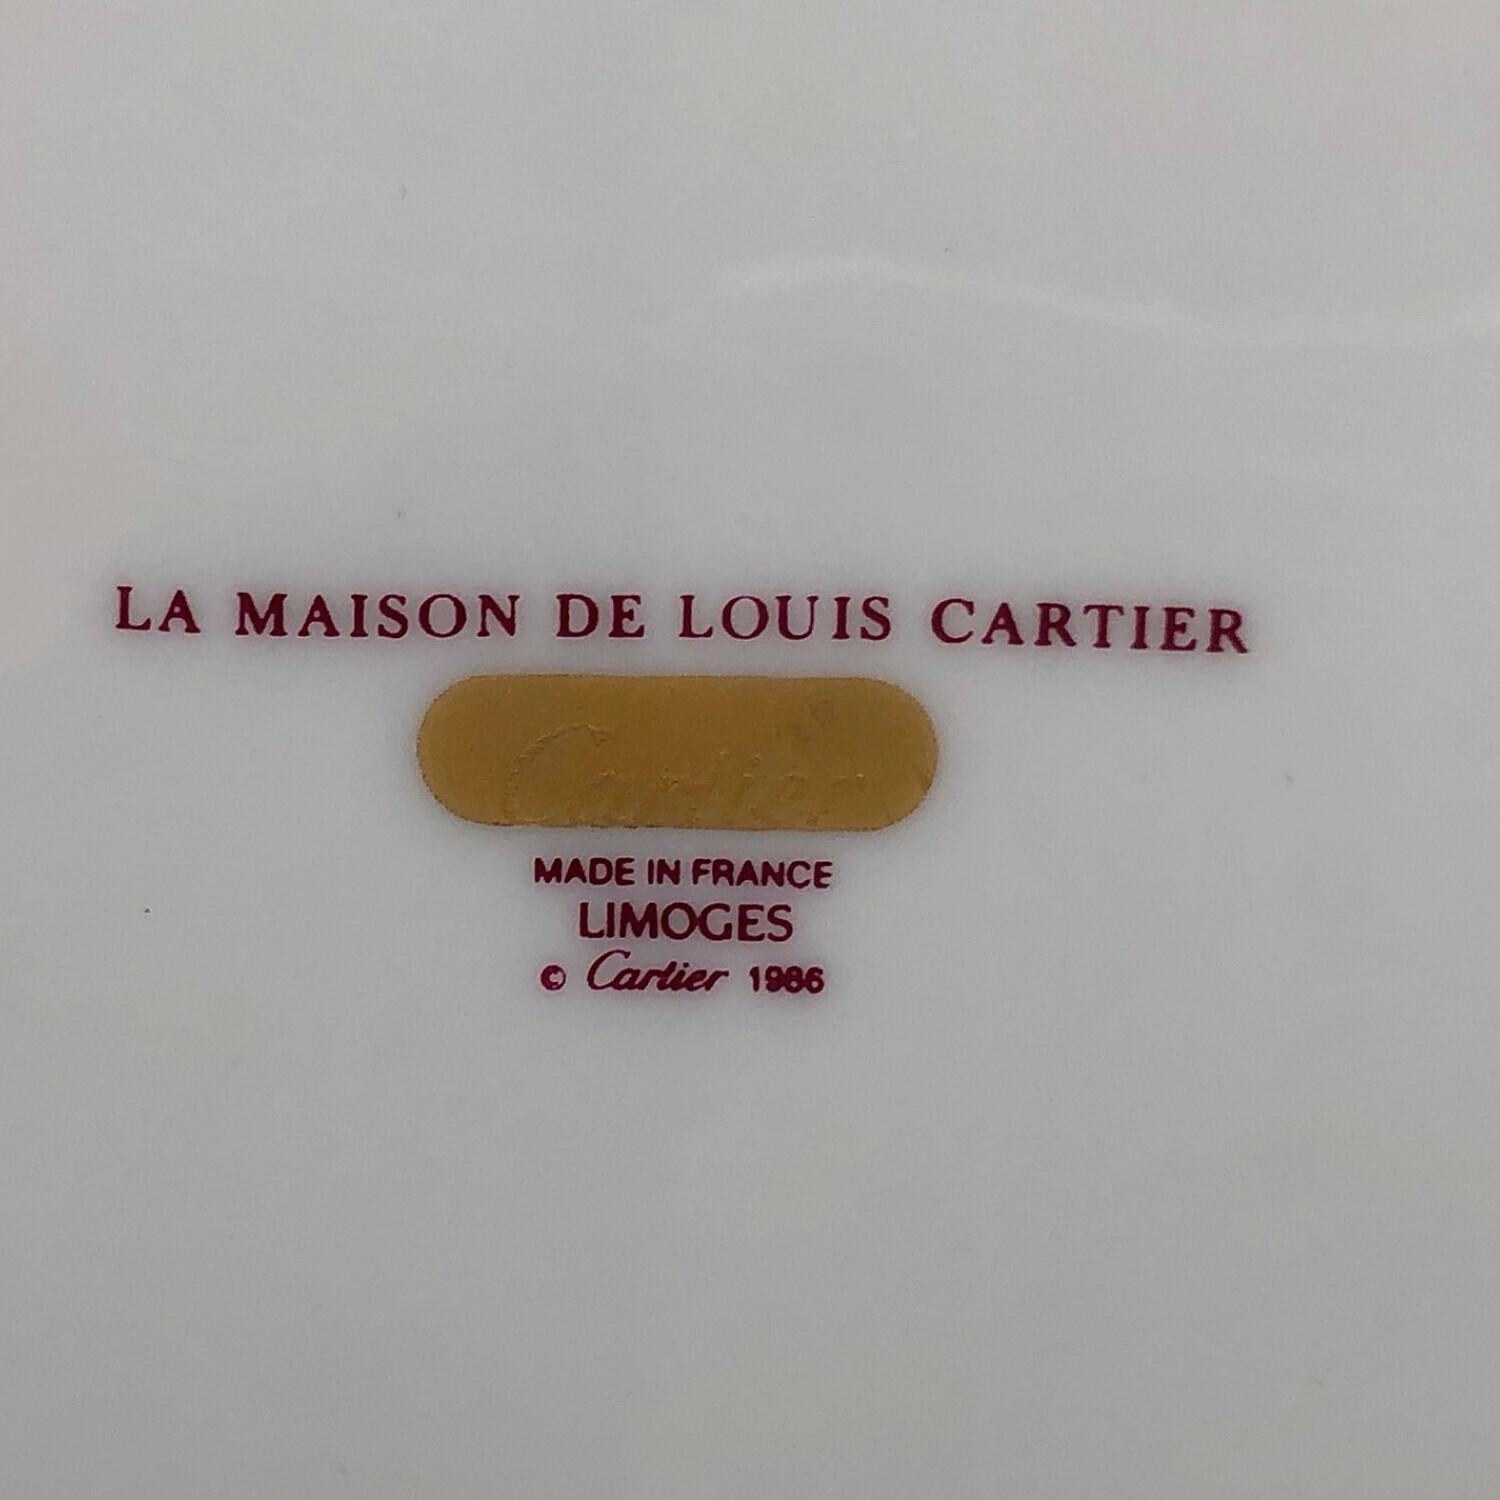 LA MAISON DE LOUIS CARTIER
Cartier
MADE IN FRANCE
LIMOGES
© Cartier 1986